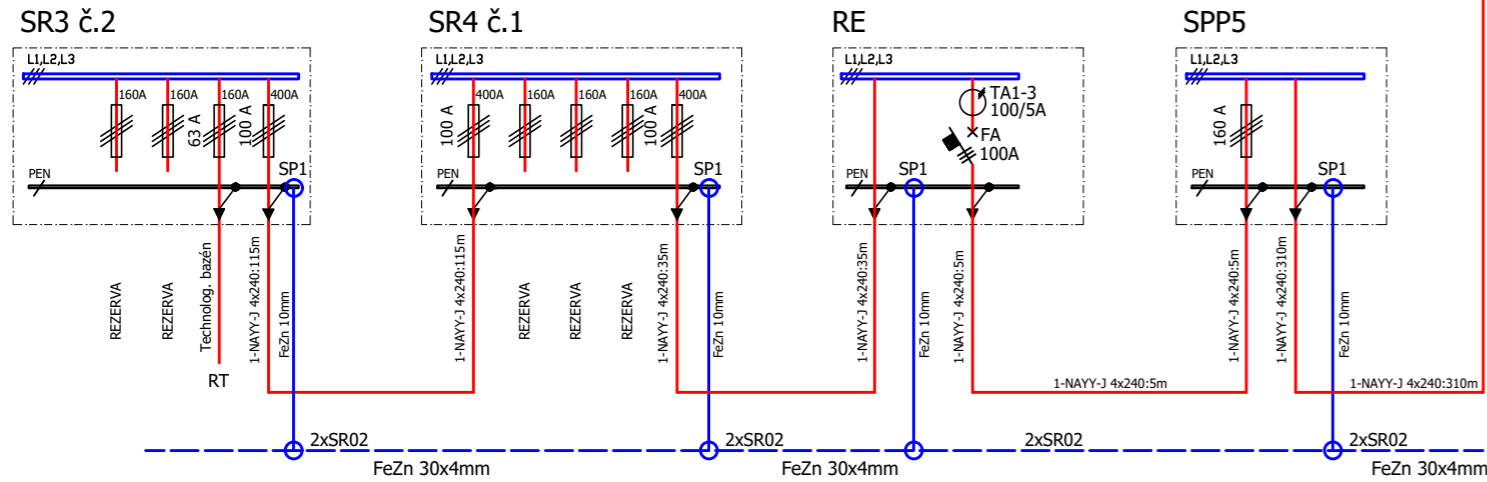 SR3 č.2
SR4 č.1
RE
SPP5
L1,L2,L3
L1,L2,L3
L1,L2,L3
L1,L2,L3
160A
160A
160A
400A
63 A
100 A
400A
160A
160A
160A
400A
100 A
100 A
TA1-3
100/5A
FA
100A
160 A
PEN
SP1
PEN
SP1
PEN
SP1
PEN
SP1
REZERVA
REZERVA
Technolog. bazén
1-NAYY-J 4x240:115m
FeZn 10mm
1-NAYY-J 4x240:115m
REZERVA
REZERVA
REZERVA
1-NAYY-J 4x240:35m
FeZn 10mm
1-NAYY-J 4x240:35m
FeZn 10mm
1-NAYY-J 4x240:5m
1-NAYY-J 4x240:5m
1-NAYY-J 4x240:310m
FeZn 10mm
RT
1-NAYY-J 4x240:5m
1-NAYY-J 4x240:310m
2xSR02
2xSR02
2xSR02
2xSR02
FeZn 30x4mm
FeZn 30x4mm
FeZn 30x4mm